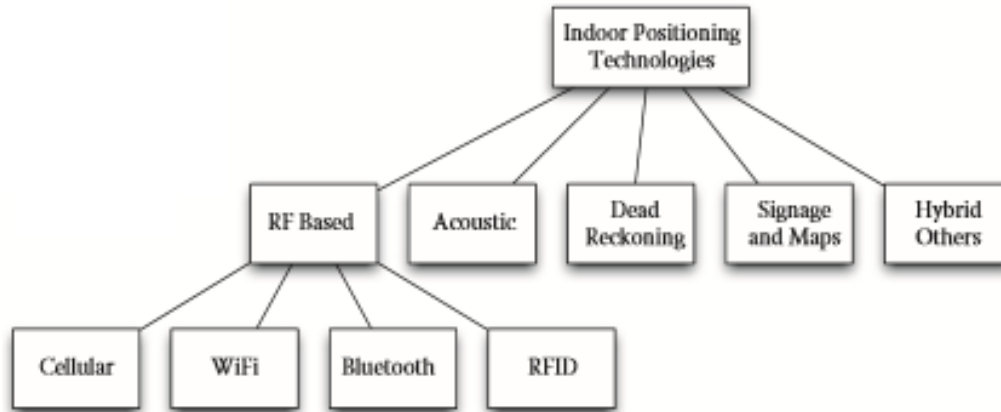 Indoor Positioning
Technologies
RF Based
Acoustic
Dead
Reckoning
Signage
and Maps
Hybrid
Others
Cellular
WiFi
Bluetooth
RFID